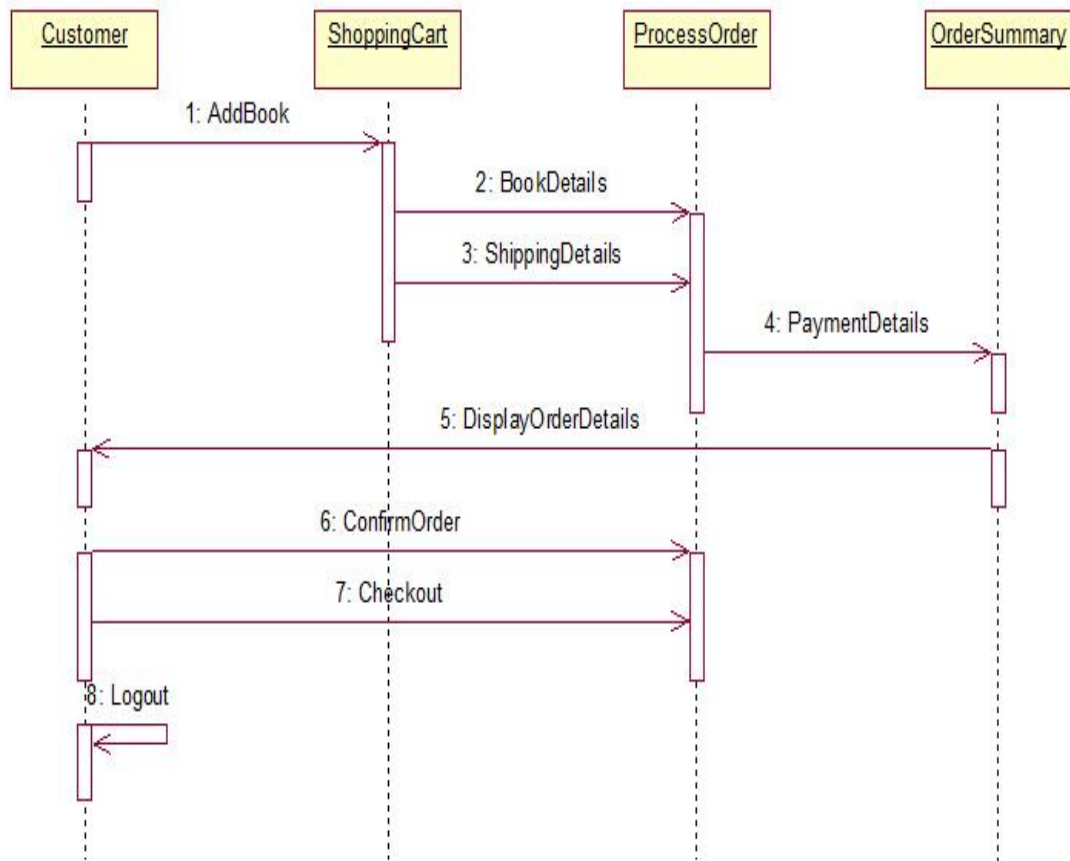 Customer
ShoppingCart
ProcessOrder
OrderSummary
1: AddBook
2: BookDetails
3: ShippingDetails
4: PaymentDetails
5: DisplayOrderDetails
6: ConfirmOrder
7: Checkout
8: Logout